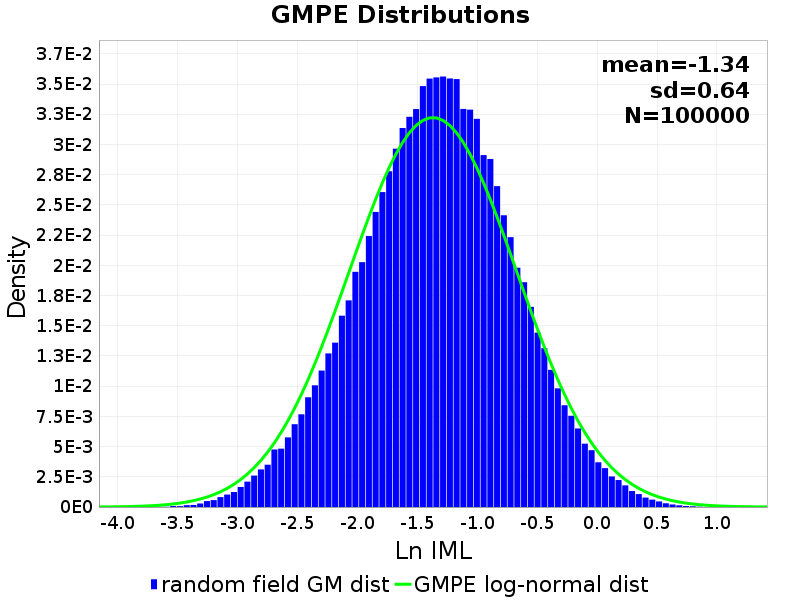 GMPE Distributions
mean=-1.34
sd=0.64
N=100000
Density
3.7E-2
3.5E-2
3.3E-2
3E-2
2.8E-2
2.5E-2
2.2E-2
2E-2
1.8E-2
1.5E-2
1.3E-2
1E-2
7.5E-3
5E-3
2.5E-3
0E0
-4.0 -3.5 -3.0 -2.5 -2.0 -1.5 -1.0 -0.5 0.0 0.5 1.0
Ln IML
random field GM dist GMPE log-normal dist